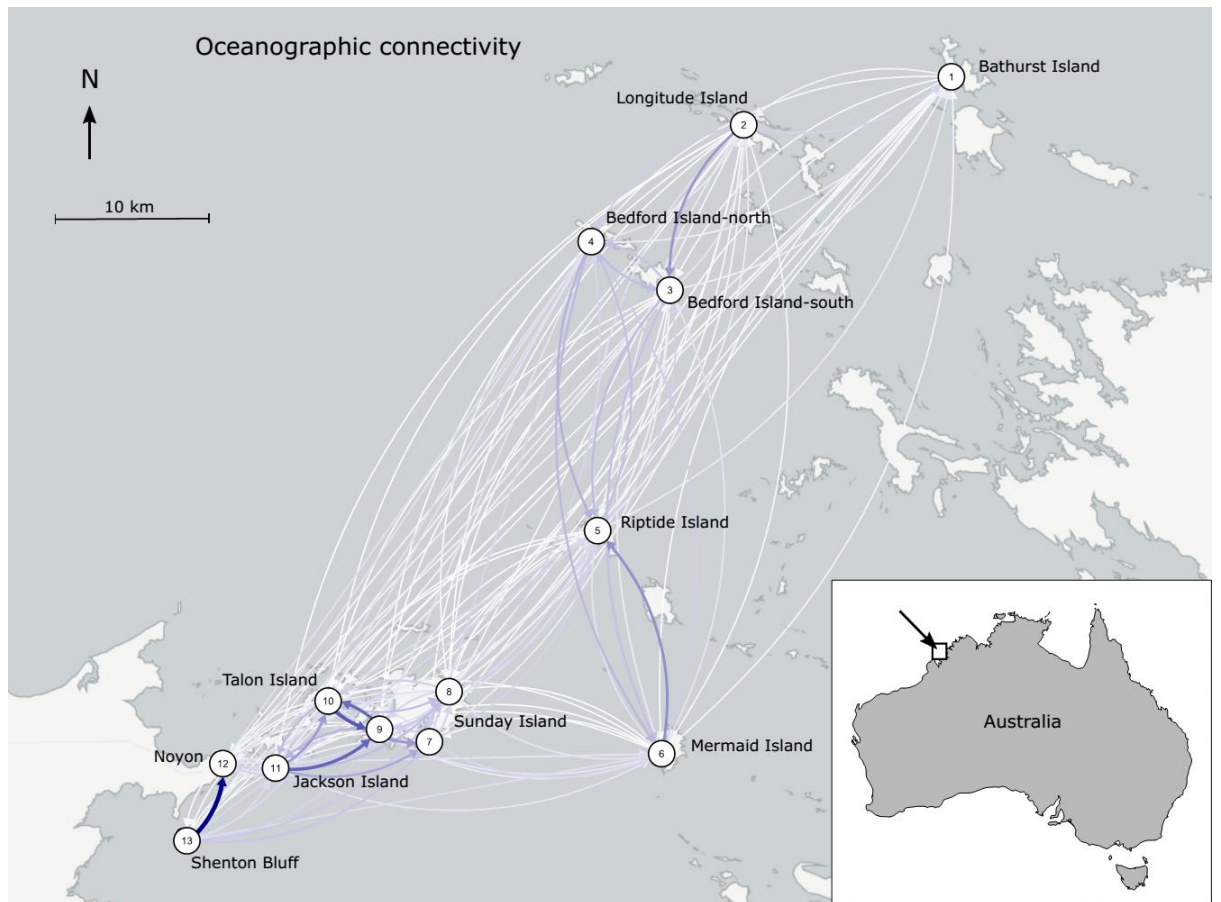 Oceanographic connectivity
N
10 km
1
Bathurst Island
Longitude Island
2
Bedford Island-north
4
3
Bedford Island-south
5
Riptide Island
Talon Island
10
8
9
Sunday Island
7
Noyon
12
11
Jackson Island
6
Mermaid Island
13
Shenton Bluff
Australia